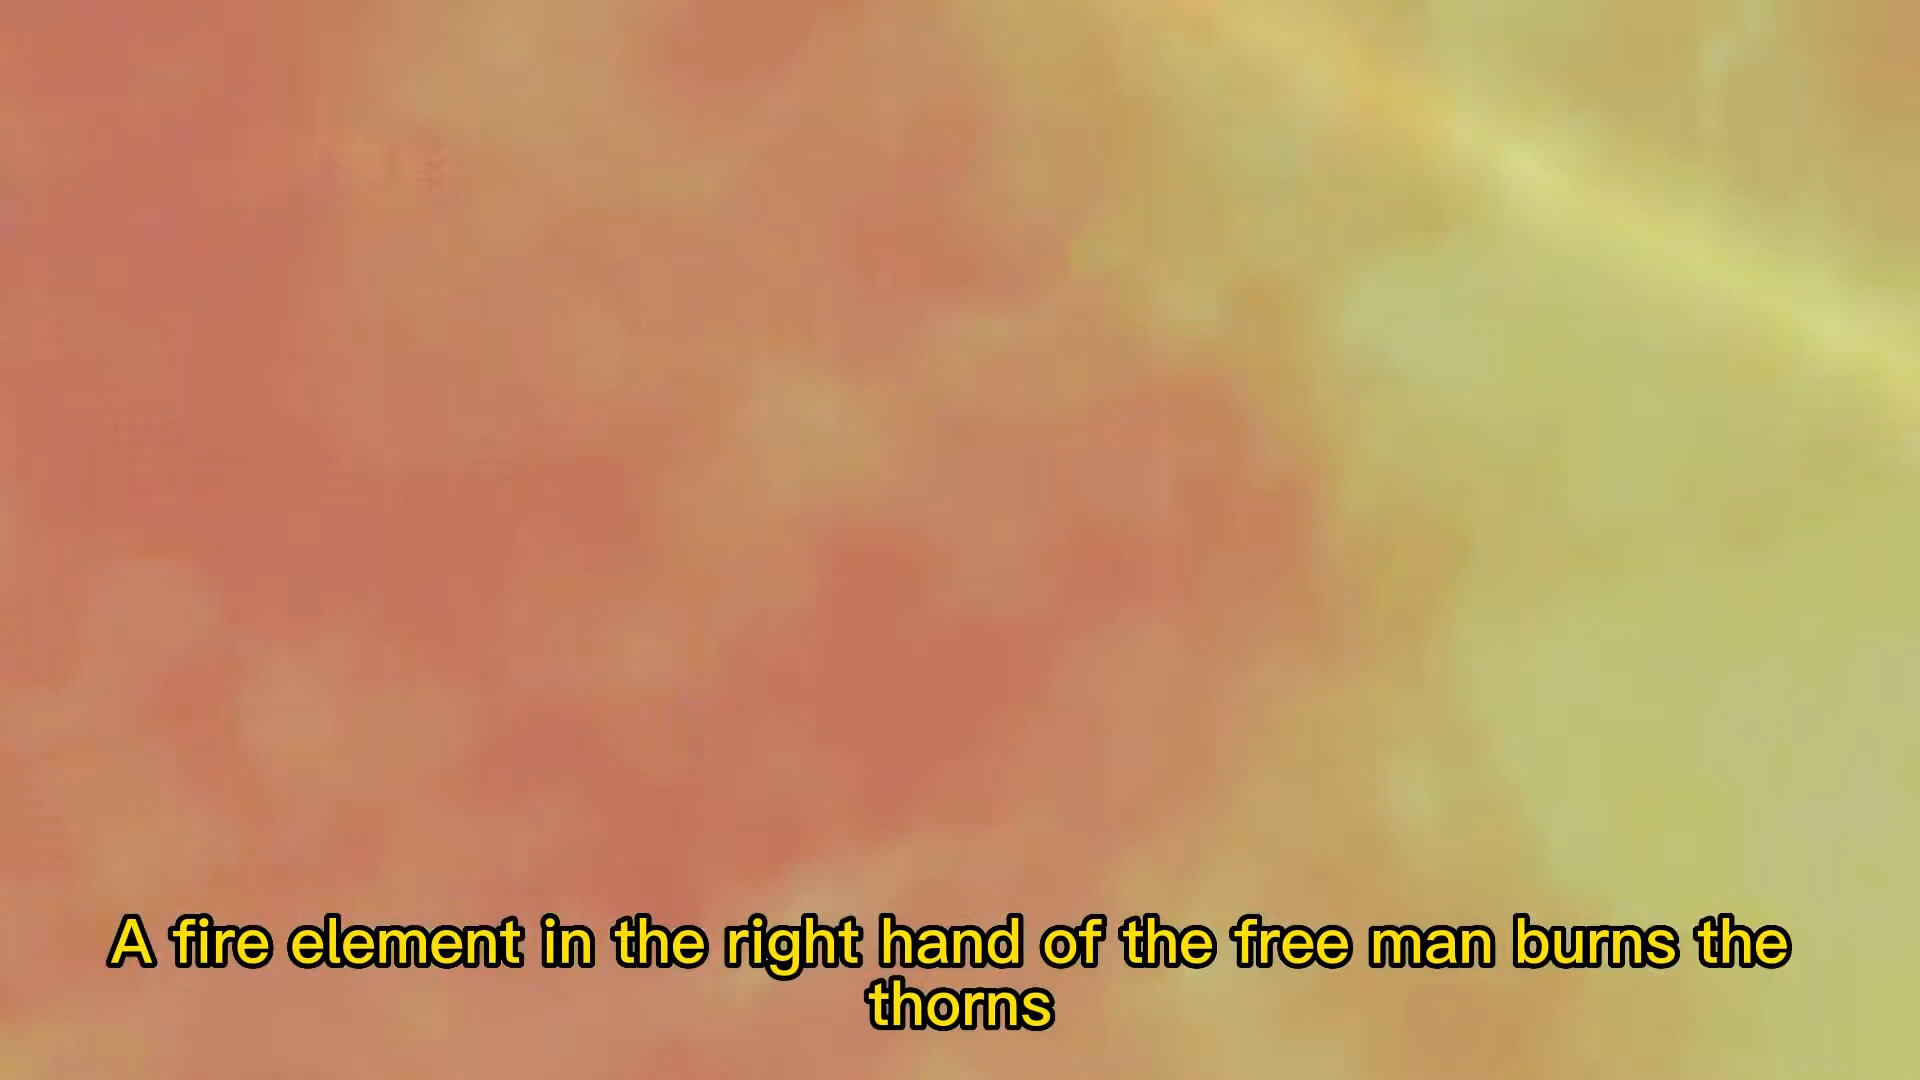 A fire element in the right hand of the free man burns the
thorns